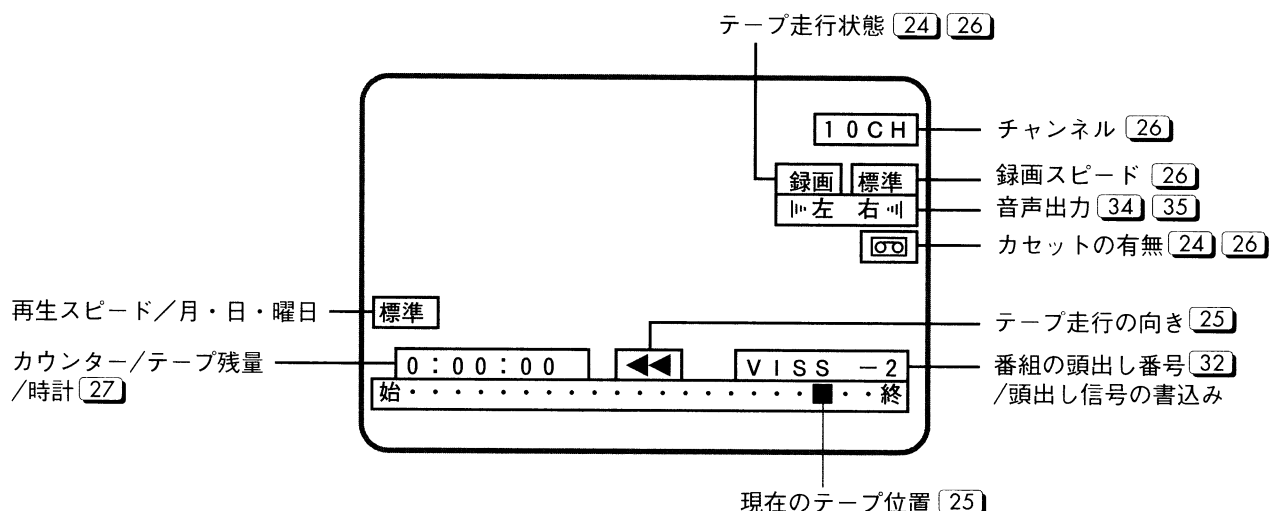 テープ走行状態 24 26
10CH
チャンネル 26
録画 標準
録画スピード 26
左 右
音声出力 34 35
カセットの有無 24 26
再生スピード／月・日・曜日
標準
テープ走行の向き 25
カウンター/テープ残量
/時計 27
0:00:00 ◀◀ VISS −2
番組の頭出し番号 32
/頭出し信号の書込み
始・・・・・・・・・・・・・・・・・・■・・終
現在のテープ位置 25